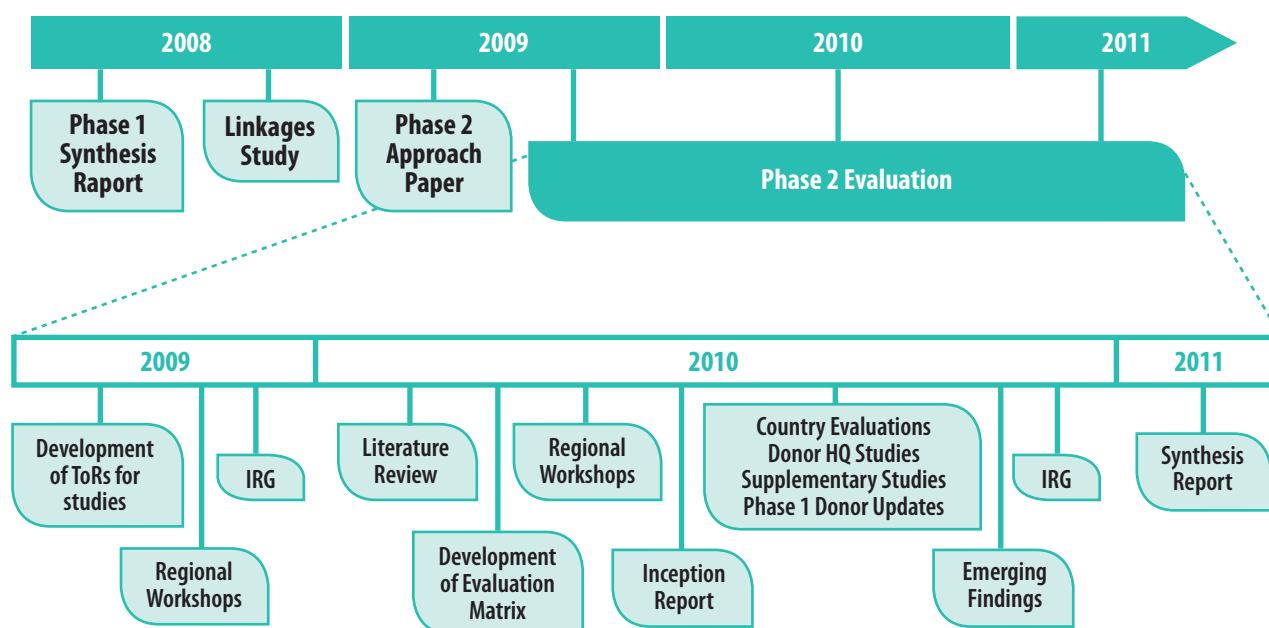 2008
2009
2010
2011
Phase 1
Synthesis
Raport
Linkages
Study
Phase 2
Approach
Paper
Phase 2 Evaluation
2009
2010
2011
Development
of ToRs for
studies
Regional
Workshops
IRG
Literature
Review
Development
of Evaluation
Matrix
Regional
Workshops
Inception
Report
Country Evaluations
Donor HQ Studies
Supplementary Studies
Phase 1 Donor Updates
Emerging
Findings
IRG
Synthesis
Report